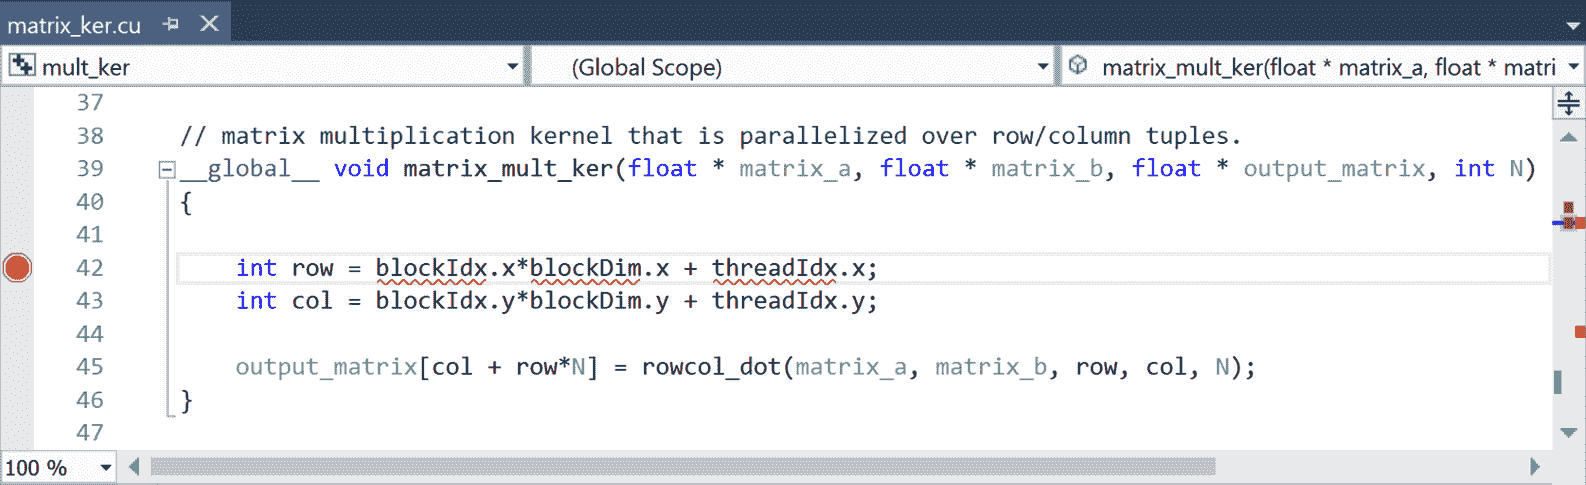 matrix_ker.cu
mult_ker (Global Scope) matrix_mult_ker(float * matrix_a, float * matri
37
38 // matrix multiplication kernel that is parallelized over row/column tuples.
39 __global__ void matrix_mult_ker(float * matrix_a, float * matrix_b, float * output_matrix, int N)
40 {
41
42 int row = blockIdx.x*blockDim.x + threadIdx.x;
43 int col = blockIdx.y*blockDim.y + threadIdx.y;
44
45 output_matrix[col + row*N] = rowcol_dot(matrix_a, matrix_b, row, col, N);
46 }
47
100 %